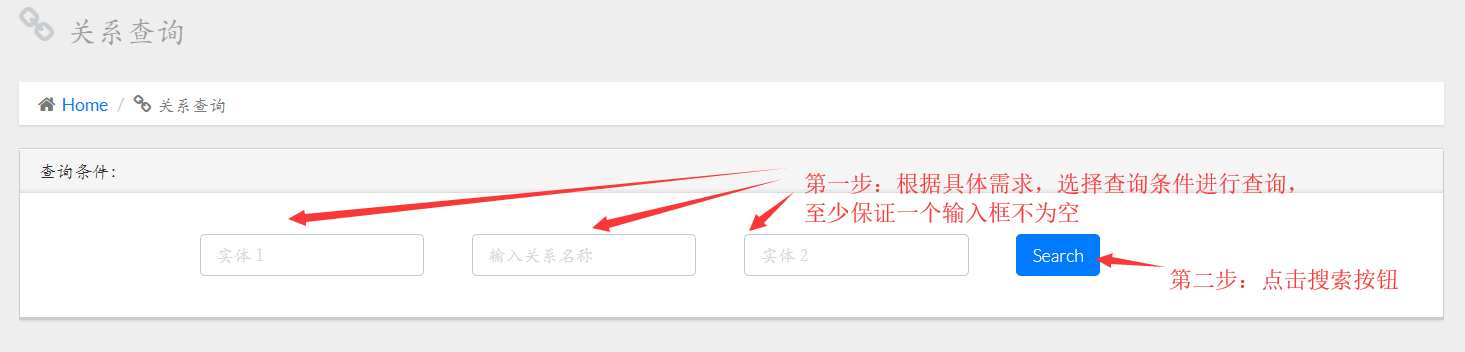 关系查询
Home / 关系查询
查询条件:
第一步：根据具体需求，选择查询条件进行查询，
至少保证一个输入框不为空
实体 1
输入关系名称
实体 2
Search
第二步：点击搜索按钮